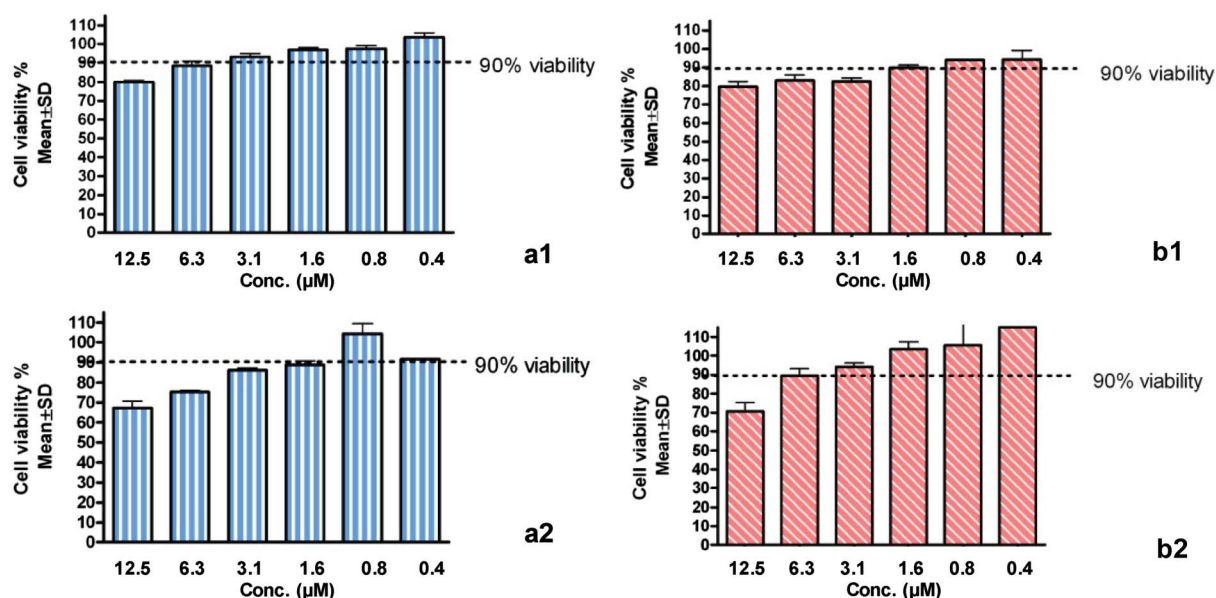 110
100
90
80
70
60
50
40
30
20
10
0
Cell viability %
Mean±SD
90% viability
12.5 6.3 3.1 1.6 0.8 0.4
Conc. (µM)
a1
110
100
90
80
70
60
50
40
30
20
10
0
Cell viability %
Mean±SD
90% viability
12.5 6.3 3.1 1.6 0.8 0.4
Conc. (µM)
b1
110
100
90
80
70
60
50
40
30
20
10
0
Cell viability %
Mean±SD
90% viability
12.5 6.3 3.1 1.6 0.8 0.4
Conc. (µM)
a2
110
100
90
80
70
60
50
40
30
20
10
0
Cell viability %
Mean±SD
90% viability
12.5 6.3 3.1 1.6 0.8 0.4
Conc. (µM)
b2